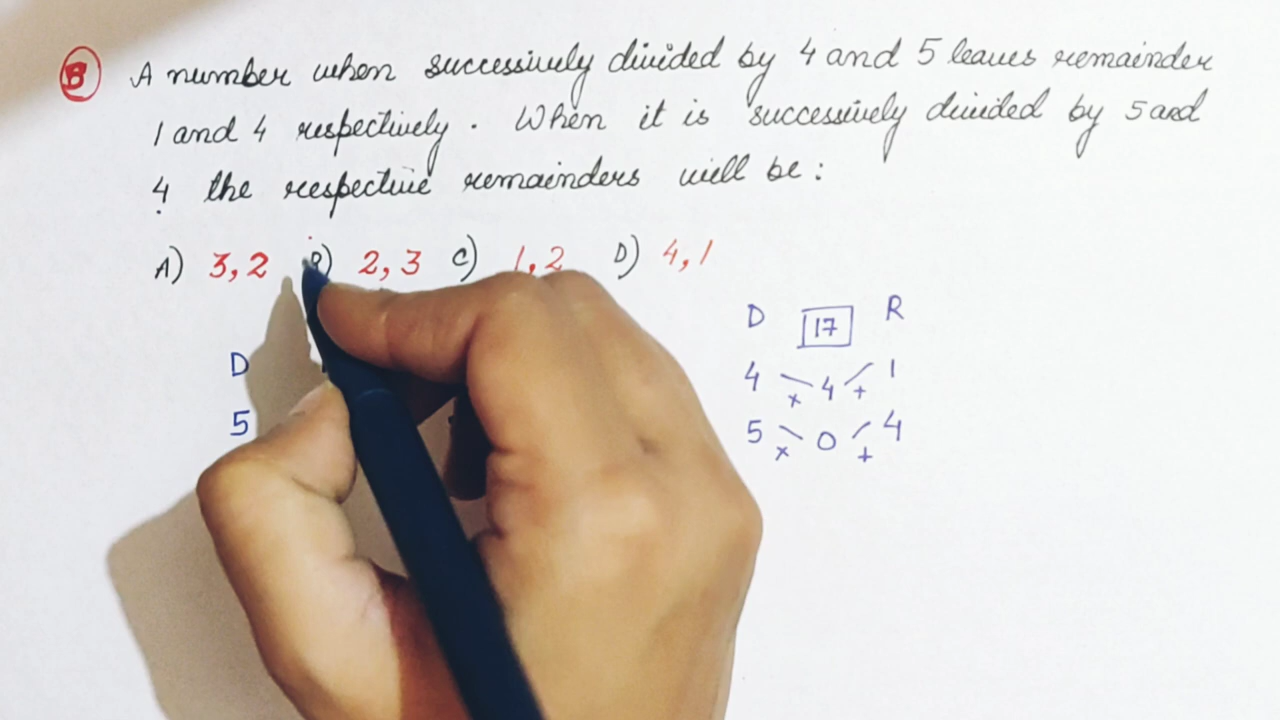 B A number when successively divided by 4 and 5 leaves remainder
1 and 4 respectively. When it is successively divided by 5 and
4 the respective remainders will be:
A) 3,2 B) 2,3 C) 1,2 D) 4,1
D 17 R
4 × 4 + 1
5 × 0 + 4
D
5